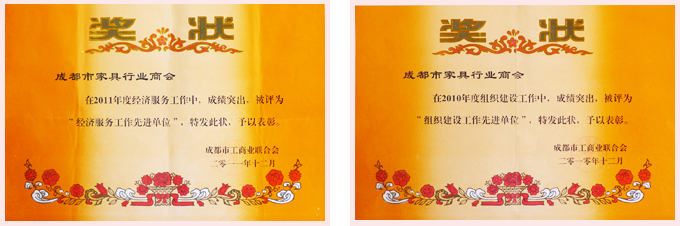 奖状
成都市家具行业商会
在2011年度经济服务工作中，成绩突出，被评为
“经济服务工作先进单位”，特发此状，予以表彰。
成都市工商业联合会
二〇一一年十二月
奖状
成都市家具行业商会
在2010年度组织建设工作中，成绩突出，被评为
“组织建设工作先进单位”，特发此状，予以表彰。
成都市工商业联合会
二〇一〇年十二月